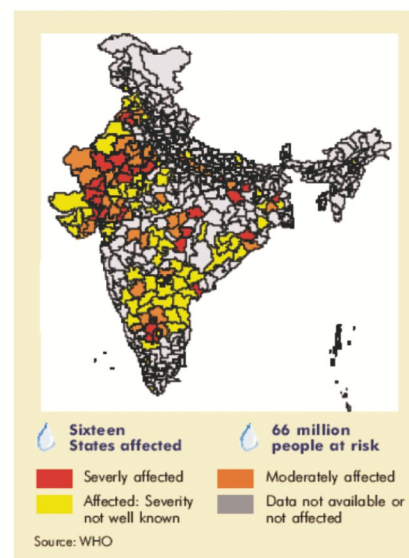 Sixteen
States affected
66 million
people at risk
Severly affected
Moderately affected
Affected: Severity
not well known
Data not available or
not affected
Source: WHO